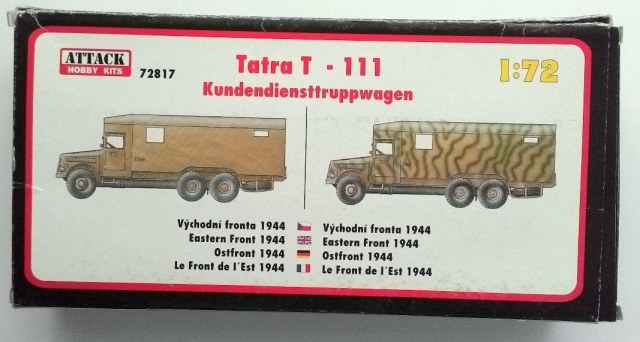 ATTACK
HOBBY KITS
72817
Tatra T - 111
1:72
Kundendiensttruppwagen
Východní fronta 1944
Eastern Front 1944
Ostfront 1944
Le Front de l´Est 1944
Východní fronta 1944
Eastern Front 1944
Ostfront 1944
Le Front de l´Est 1944